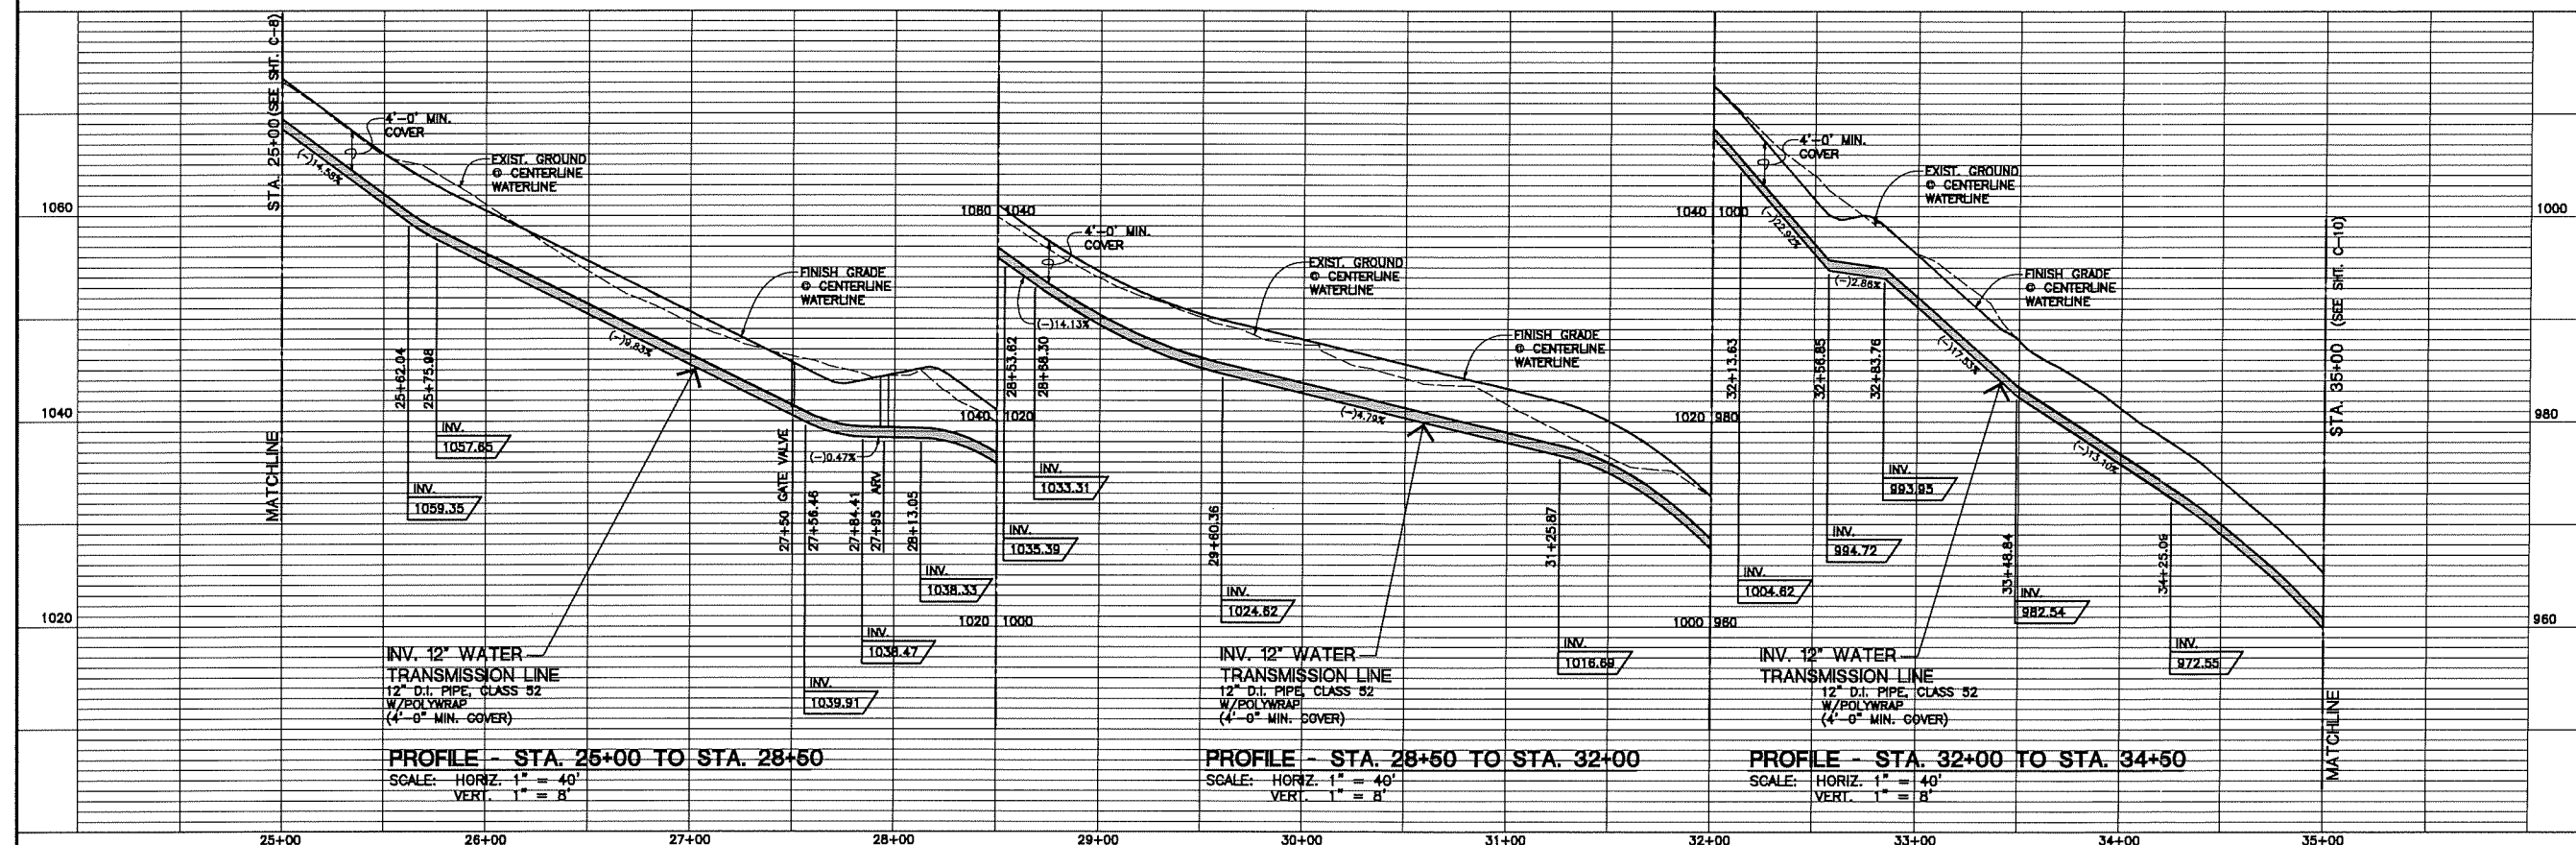 STA. 25+00 (SEE SHT. C-8)
MATCHLINE
4'-0' MIN.
COVER
(-)14.58%
EXIST. GROUND
@ CENTERLINE
WATERLINE
FINISH GRADE
@ CENTERLINE
WATERLINE
(-)9.83%
(-)0.47%
1060
1040
1020
25+62.04
25+75.98
INV.
1057.65
INV.
1059.35
27+50 GATE VALVE
27+56.46
27+84.41
27+95 ARV
28+13.05
INV.
1038.33
INV.
1038.47
INV.
1039.91
INV. 12" WATER
TRANSMISSION LINE
12" D.I. PIPE, CLASS 52
W/POLYWRAP
(4'-0" MIN. COVER)
PROFILE - STA. 25+00 TO STA. 28+50
SCALE: HORIZ. 1" = 40'
VERT. 1" = 8'
1060 1040
1040 1020
1020 1000
4'-0' MIN.
COVER
(-)14.13%
EXIST. GROUND
@ CENTERLINE
WATERLINE
FINISH GRADE
@ CENTERLINE
WATERLINE
(-)4.79%
28+53.62
28+68.30
INV.
1033.31
INV.
1035.39
29+60.36
INV.
1024.62
31+25.87
INV.
1016.69
INV. 12" WATER
TRANSMISSION LINE
12" D.I. PIPE, CLASS 52
W/POLYWRAP
(4'-0" MIN. COVER)
PROFILE - STA. 28+50 TO STA. 32+00
SCALE: HORIZ. 1" = 40'
VERT. 1" = 8'
1040 1000
1020 980
1000 960
4'-0' MIN.
COVER
(-)22.92%
EXIST. GROUND
@ CENTERLINE
WATERLINE
(-)2.86%
FINISH GRADE
@ CENTERLINE
WATERLINE
(-)17.53%
(-)13.10%
32+13.63
32+56.85
32+83.76
INV.
993.95
INV.
994.72
INV.
1004.62
33+48.84
INV.
982.54
34+25.09
INV.
972.55
INV. 12" WATER
TRANSMISSION LINE
12" D.I. PIPE, CLASS 52
W/POLYWRAP
(4'-0" MIN. COVER)
PROFILE - STA. 32+00 TO STA. 34+50
SCALE: HORIZ. 1" = 40'
VERT. 1" = 8'
STA. 35+00 (SEE SHT. C-10)
MATCHLINE
1000
980
960
25+00 26+00 27+00 28+00 29+00 30+00 31+00 32+00 33+00 34+00 35+00